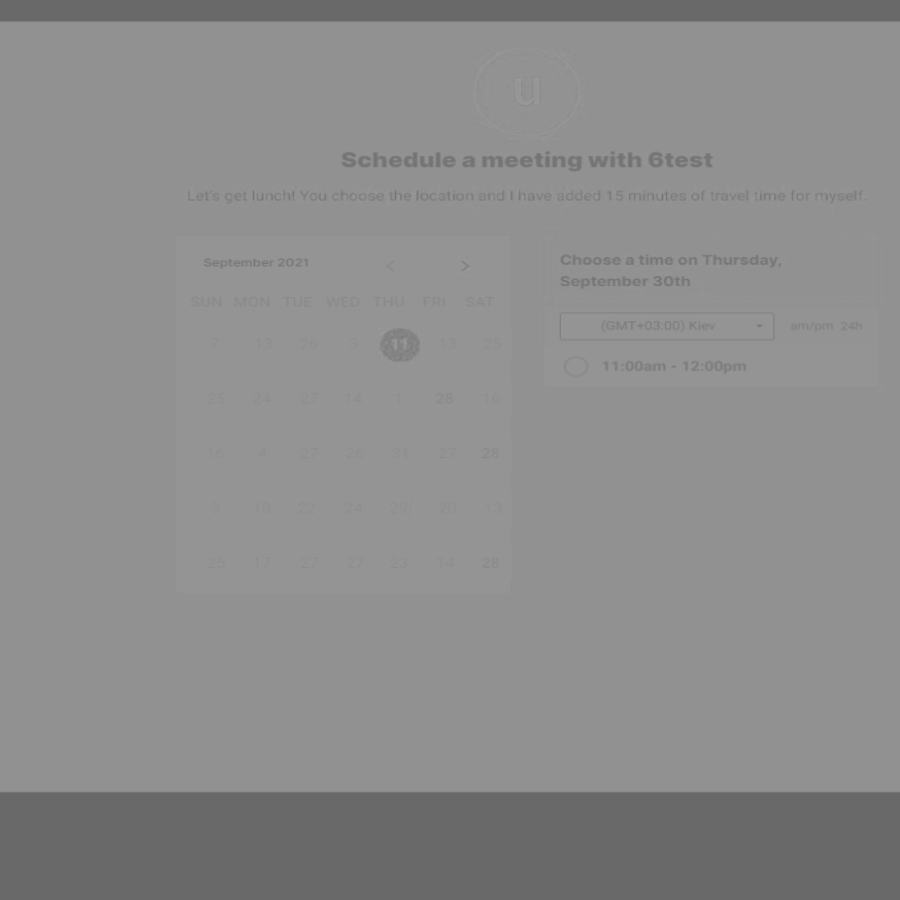 u
Schedule a meeting with 6test
Let's get lunch! You choose the location and I have added 15 minutes of travel time for myself.
September 2021 < >
SUN MON TUE WED THU FRI SAT
7 13 26 9 11 13 25
23 24 27 14 1 28 16
16 4 27 26 31 27 28
9 10 22 24 29 20 13
25 17 27 27 23 14 28
Choose a time on Thursday,
September 30th
(GMT+03:00) Kiev am/pm 24h
11:00am - 12:00pm